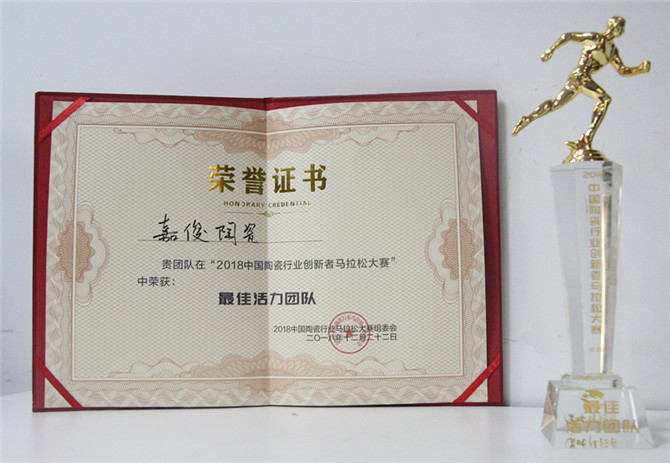 荣誉证书
HONORARY CREDENTIAL
嘉俊陶瓷
贵团队在“2018中国陶瓷行业创新者马拉松大赛”
中荣获：
最佳活力团队
2018中国陶瓷行业马拉松大赛组委会
二〇一八年十二月二十二日
2018
中国陶瓷行业创新者马拉松大赛
最佳
活力团队